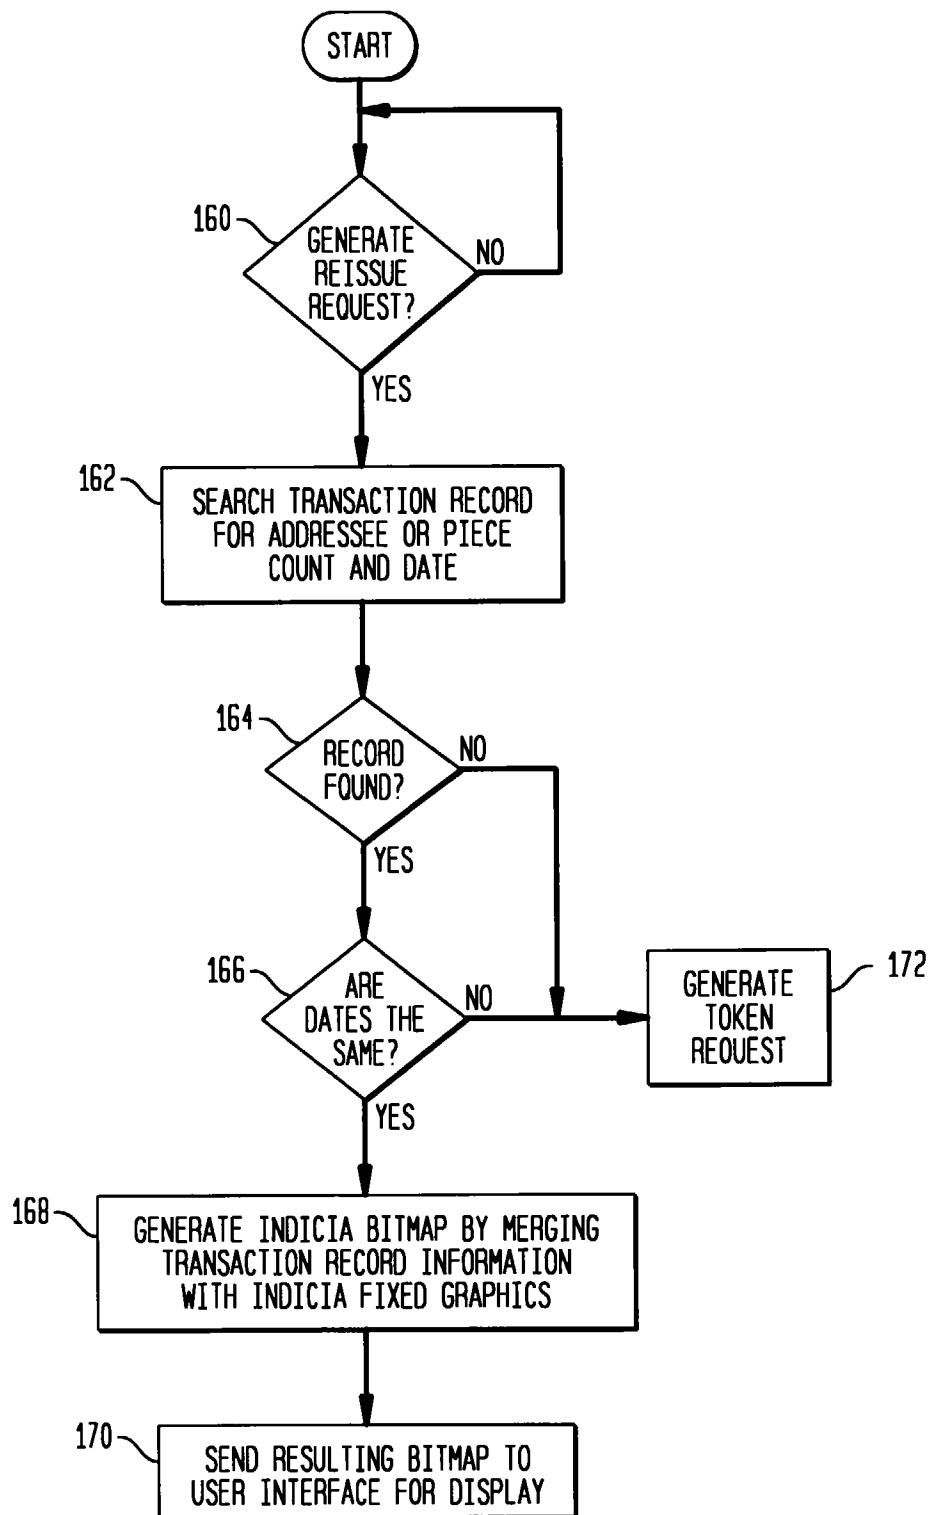 START
160
GENERATE
REISSUE
REQUEST?
NO
YES
162
SEARCH TRANSACTION RECORD
FOR ADDRESSEE OR PIECE
COUNT AND DATE
164
RECORD
FOUND?
NO
YES
166
ARE
DATES THE
SAME?
NO
YES
GENERATE
TOKEN
REQUEST
172
168
GENERATE INDICIA BITMAP BY MERGING
TRANSACTION RECORD INFORMATION
WITH INDICIA FIXED GRAPHICS
170
SEND RESULTING BITMAP TO
USER INTERFACE FOR DISPLAY